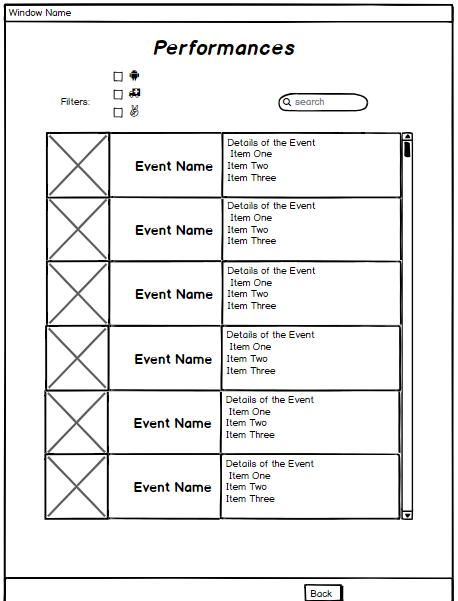 Window Name
Performances
Filters:
search
Event Name
Details of the Event
Item One
Item Two
Item Three
Event Name
Details of the Event
Item One
Item Two
Item Three
Event Name
Details of the Event
Item One
Item Two
Item Three
Event Name
Details of the Event
Item One
Item Two
Item Three
Event Name
Details of the Event
Item One
Item Two
Item Three
Event Name
Details of the Event
Item One
Item Two
Item Three
Back